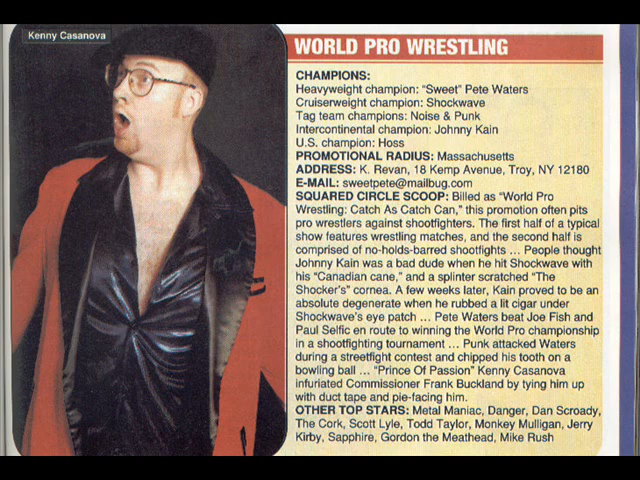 Kenny Casanova
WORLD PRO WRESTLING
CHAMPIONS:
Heavyweight champion: "Sweet" Pete Waters
Cruiserweight champion: Shockwave
Tag team champions: Noise & Punk
Intercontinental champion: Johnny Kain
U.S. champion: Hoss
PROMOTIONAL RADIUS: Massachusetts
ADDRESS: K. Revan, 18 Kemp Avenue, Troy, NY 12180
E-MAIL: sweetpete@mailbug.com
SQUARED CIRCLE SCOOP: Billed as "World Pro
Wrestling: Catch As Catch Can," this promotion often pits
pro wrestlers against shootfighters. The first half of a typical
show features wrestling matches, and the second half is
comprised of no-holds-barred shootfights ... People thought
Johnny Kain was a bad dude when he hit Shockwave with
his "Canadian cane," and a splinter scratched "The
Shocker's" cornea. A few weeks later, Kain proved to be an
absolute degenerate when he rubbed a lit cigar under
Shockwave's eye patch ... Pete Waters beat Joe Fish and
Paul Selfic en route to winning the World Pro championship
in a shootfighting tournament ... Punk attacked Waters
during a streetfight contest and chipped his tooth on a
bowling ball ... "Prince Of Passion" Kenny Casanova
infuriated Commissioner Frank Buckland by tying him up
with duct tape and pie-facing him.
OTHER TOP STARS: Metal Maniac, Danger, Dan Scroady,
The Cork, Scott Lyle, Todd Taylor, Monkey Mulligan, Jerry
Kirby, Sapphire, Gordon the Meathead, Mike Rush